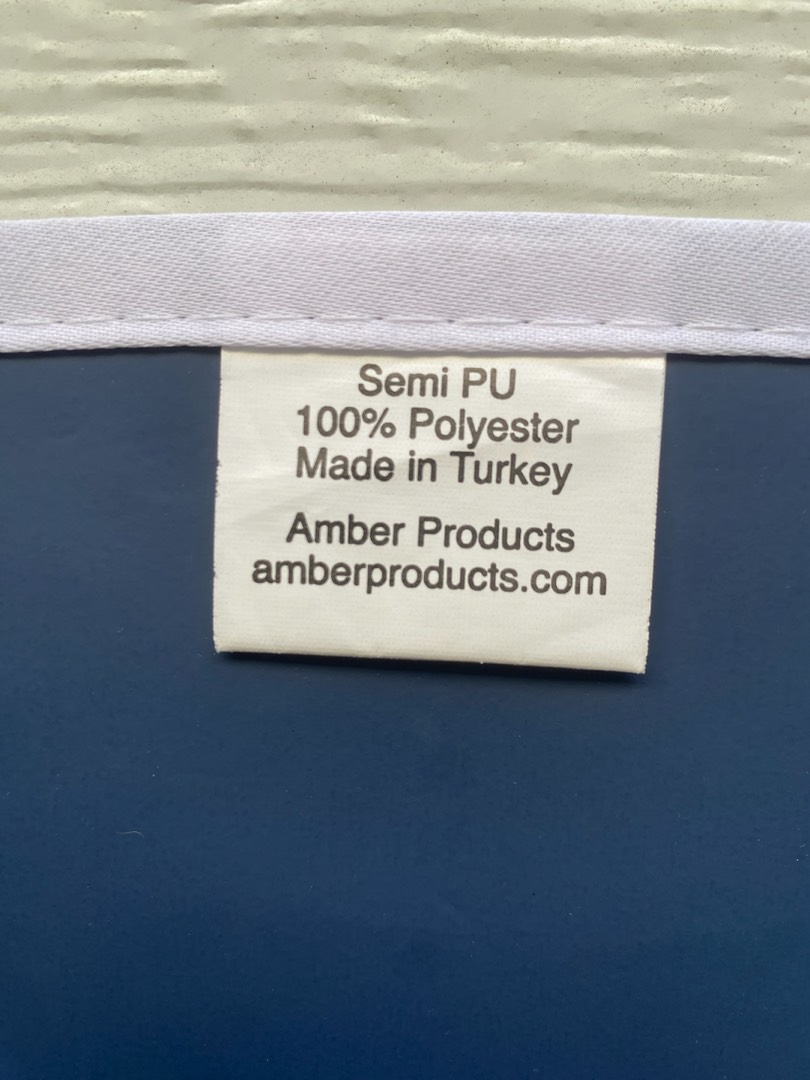 Semi PU
100% Polyester
Made in Turkey
Amber Products
amberproducts.com